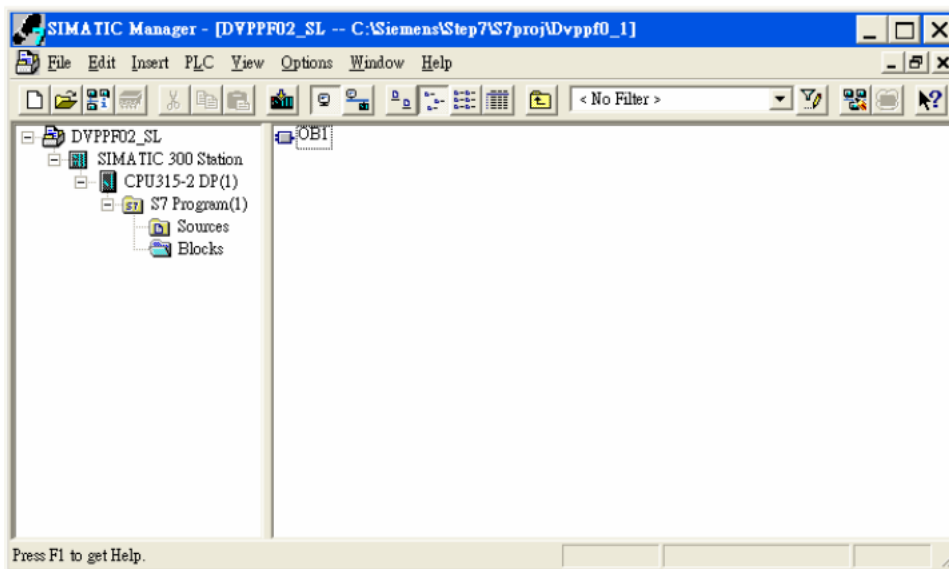 SIMATIC Manager - [DVPPF02_SL -- C:\Siemens\Step7\S7proj\Dvppf0_1]
File Edit Insert PLC View Options Window Help
< No Filter >
DVPPF02_SL
SIMATIC 300 Station
CPU315-2 DP(1)
S7 Program(1)
Sources
Blocks
OB1
Press F1 to get Help.